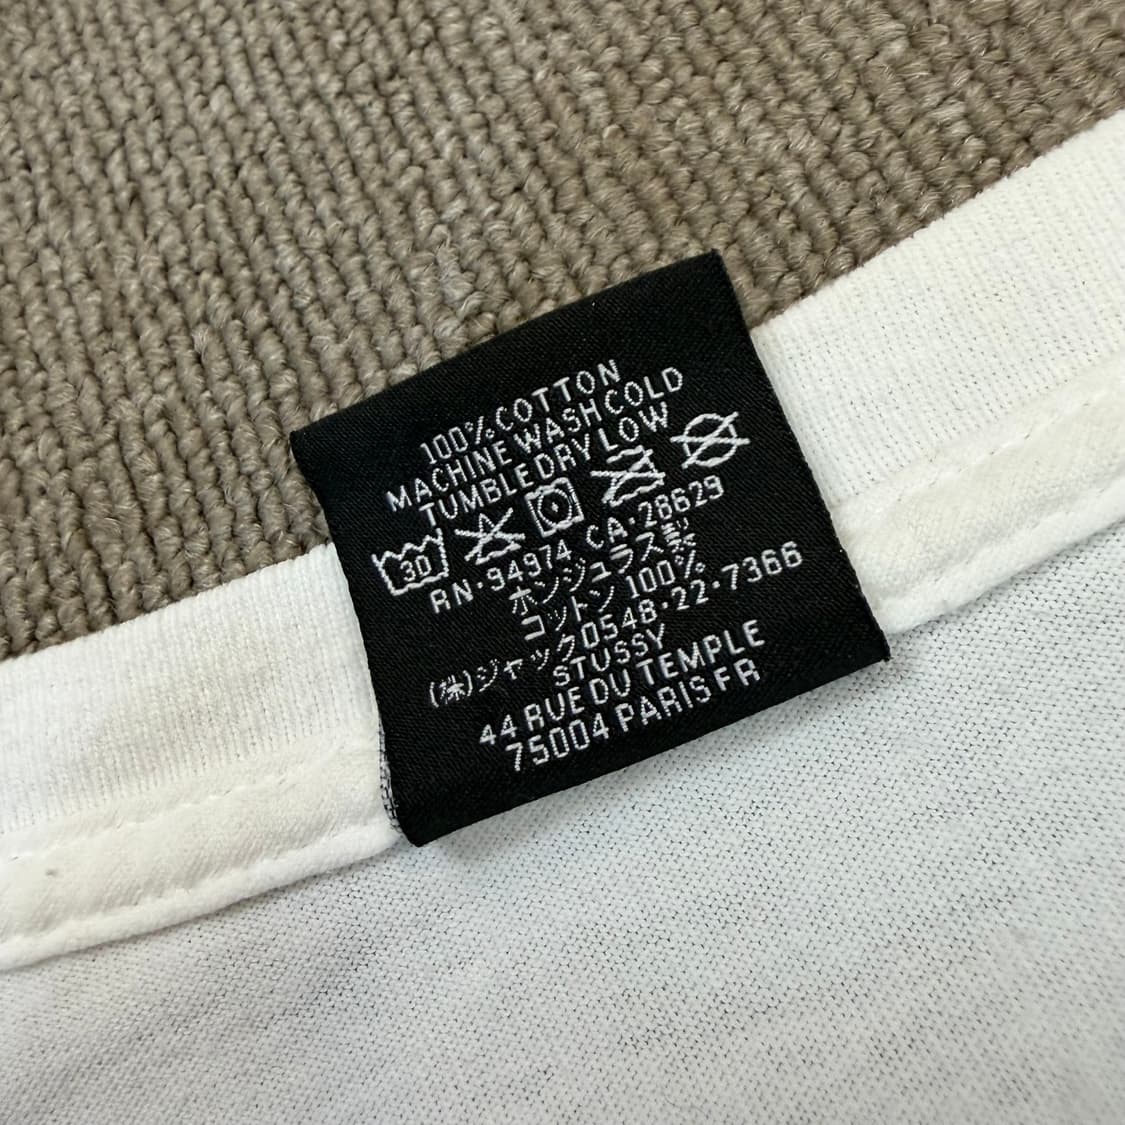 100% COTTON
MACHINE WASH COLD
TUMBLE DRY LOW
30
RN·94974 CA·28629
ホンジュラス製
コットン 100%
(株)ジャック0548·22·7366
STUSSY
44 RUE DU TEMPLE
75004 PARIS FR